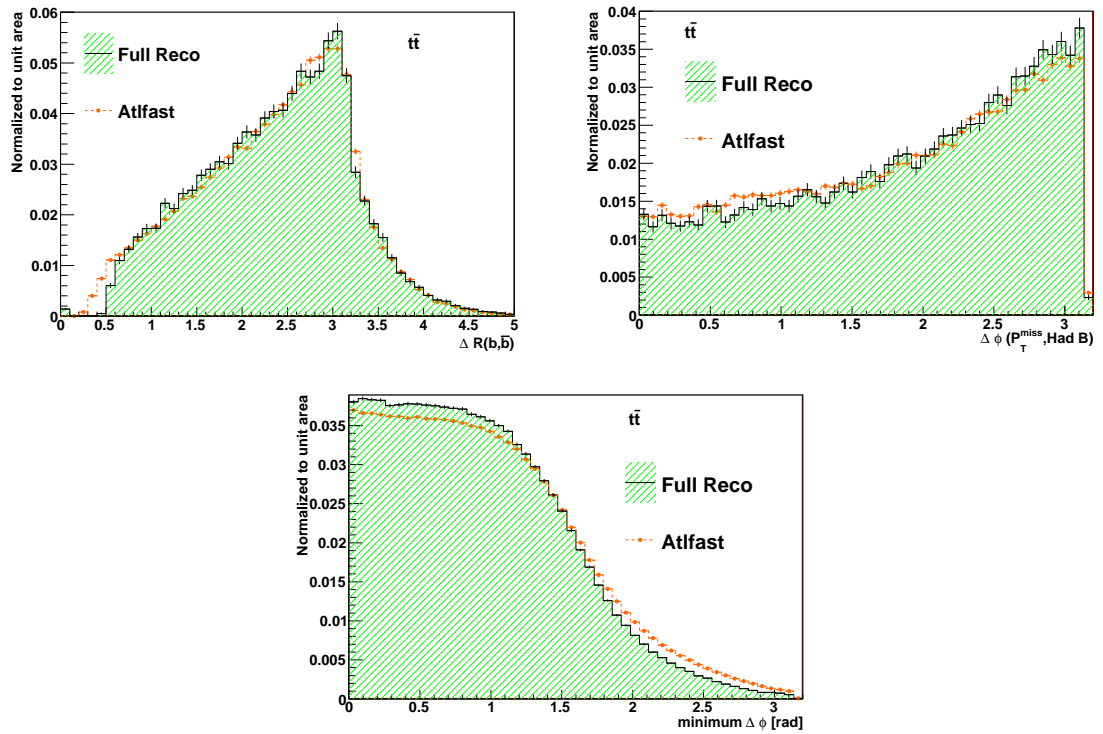 Normalized to unit area
0.06
0.05
0.04
0.03
0.02
0.01
0
tt̄
Full Reco
Atlfast
0 0.5 1 1.5 2 2.5 3 3.5 4 4.5 5
Δ R(b,b̄)
Normalized to unit area
0.04
0.035
0.03
0.025
0.02
0.015
0.01
0.005
0
tt̄
Full Reco
Atlfast
0 0.5 1 1.5 2 2.5 3
Δ ϕ (P_T^miss,Had B)
Normalized to unit area
0.035
0.03
0.025
0.02
0.015
0.01
0.005
0
tt̄
Full Reco
Atlfast
0 0.5 1 1.5 2 2.5 3
minimum Δ ϕ [rad]